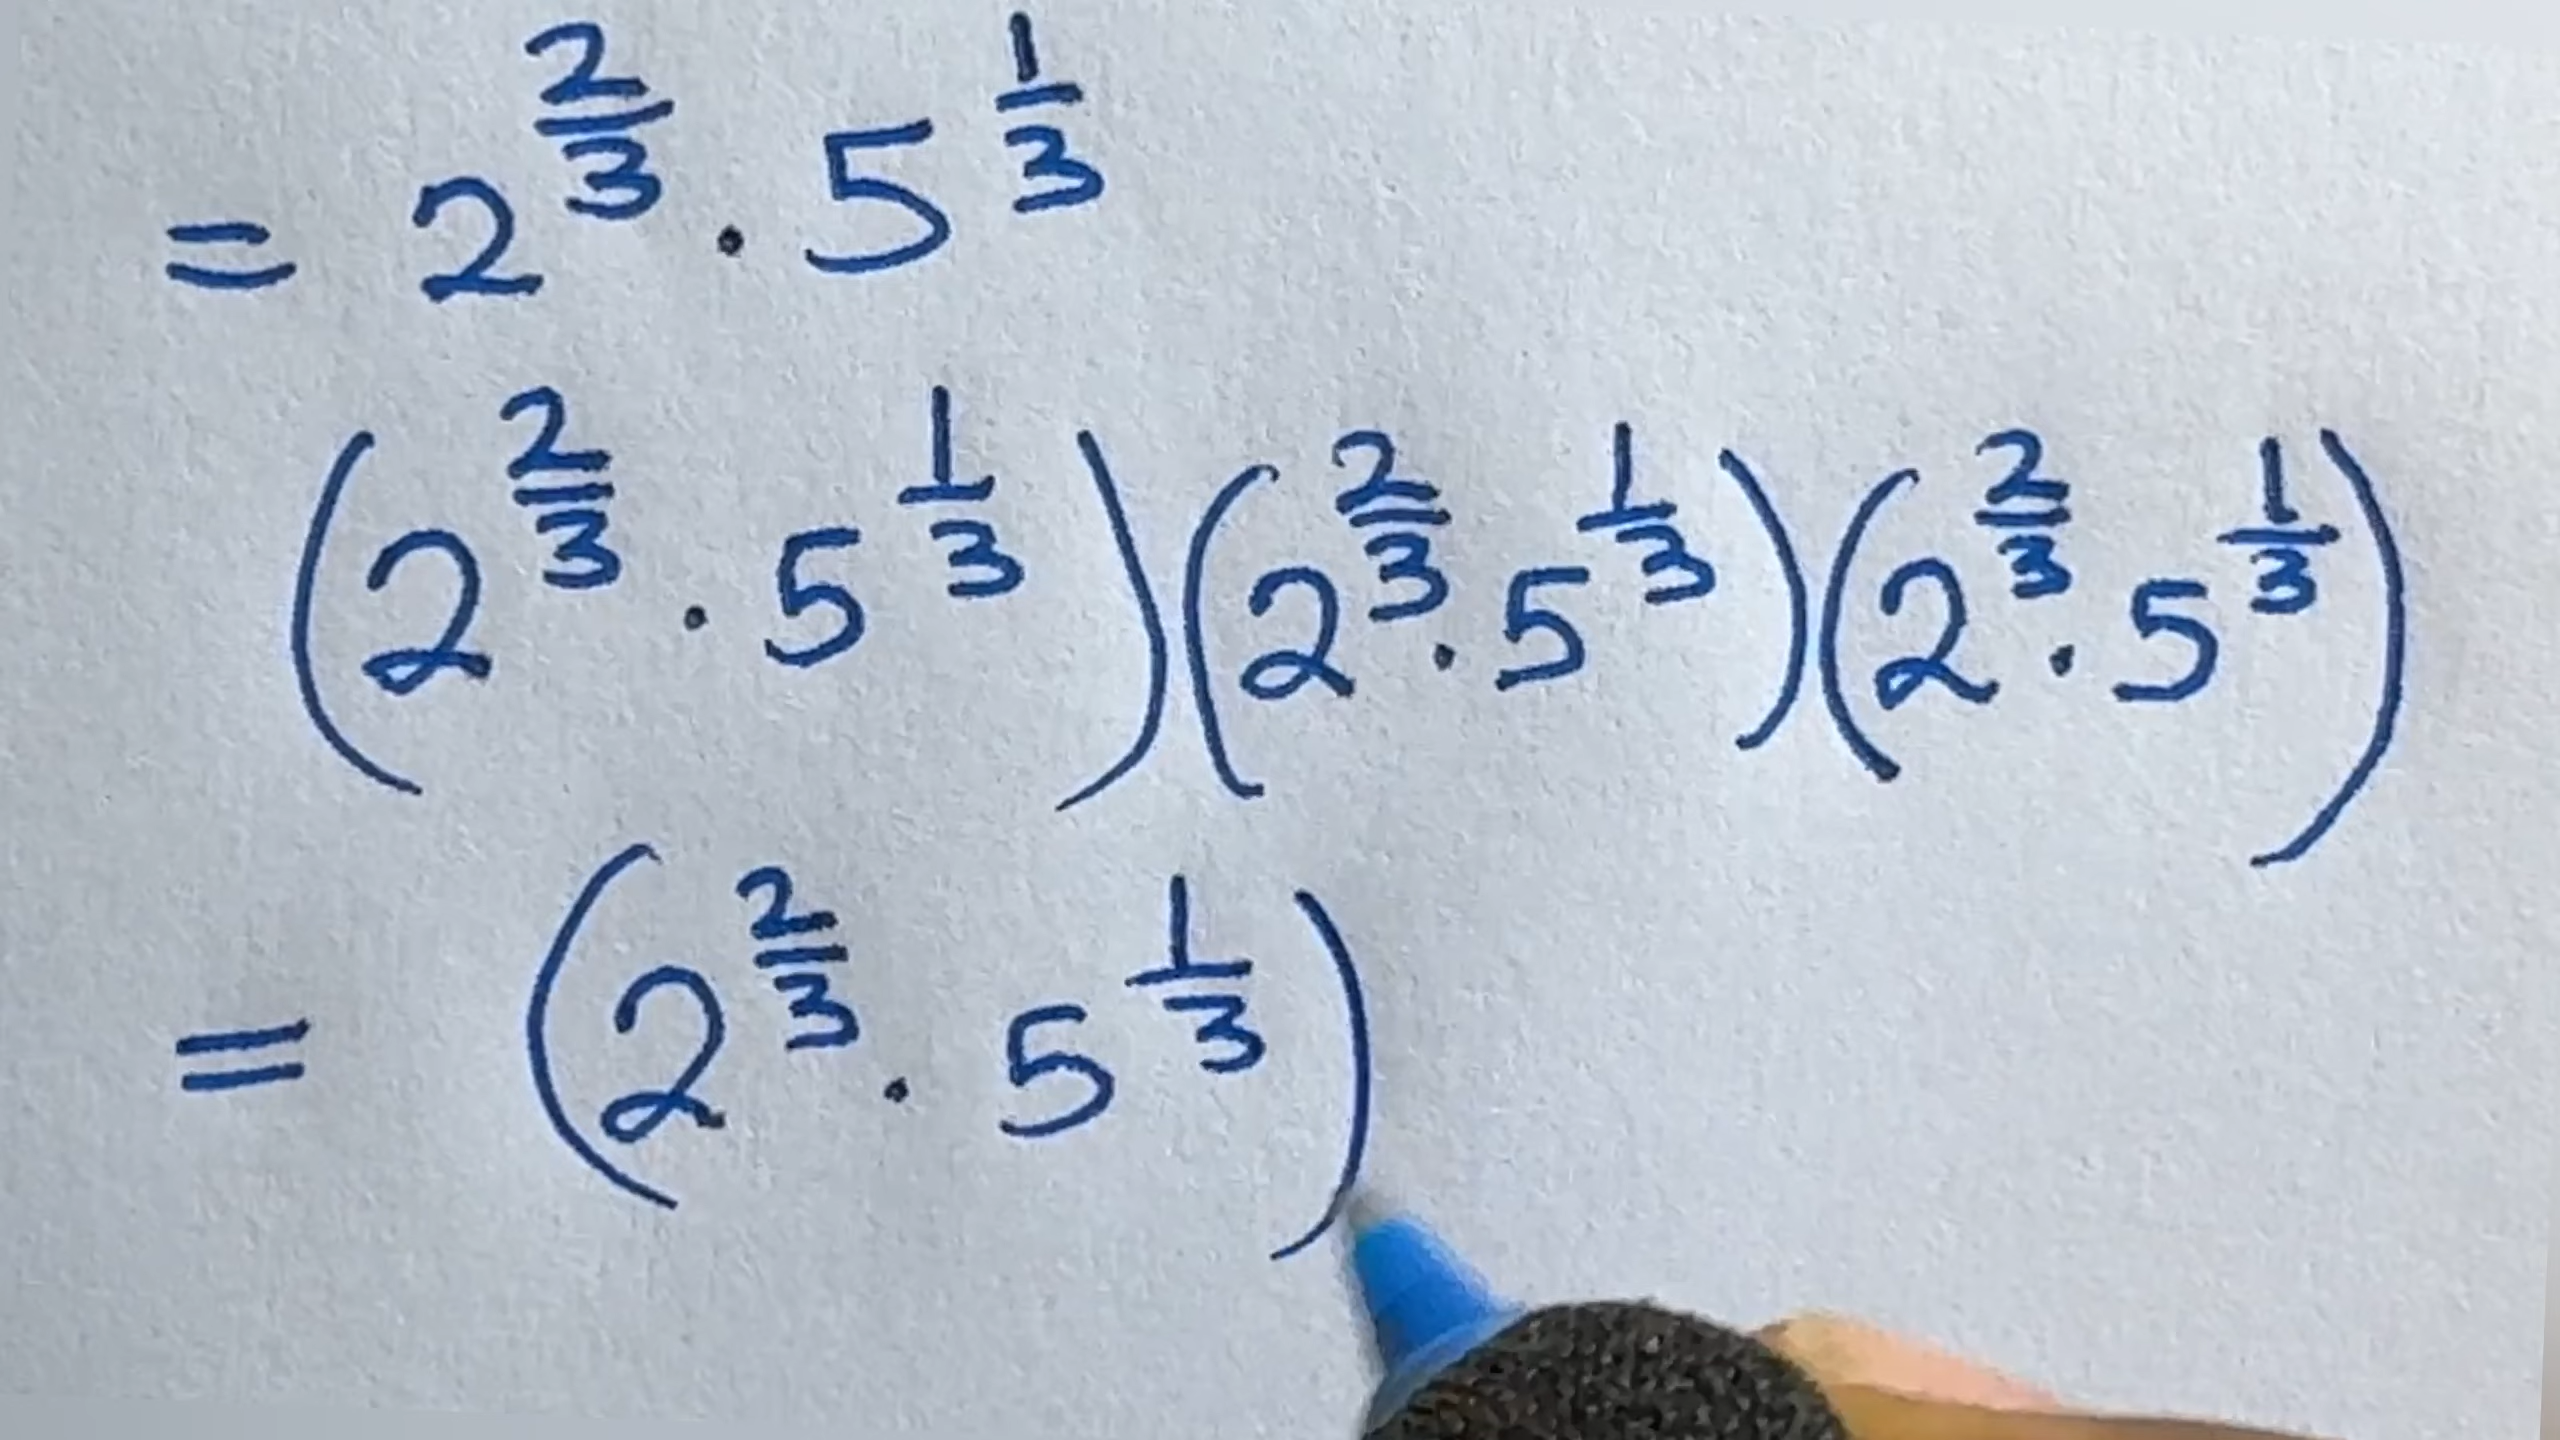 = 2^{2/3} · 5^{1/3}
(2^{2/3} · 5^{1/3})(2^{2/3} · 5^{1/3})(2^{2/3} · 5^{1/3})
= (2^{2/3} · 5^{1/3})